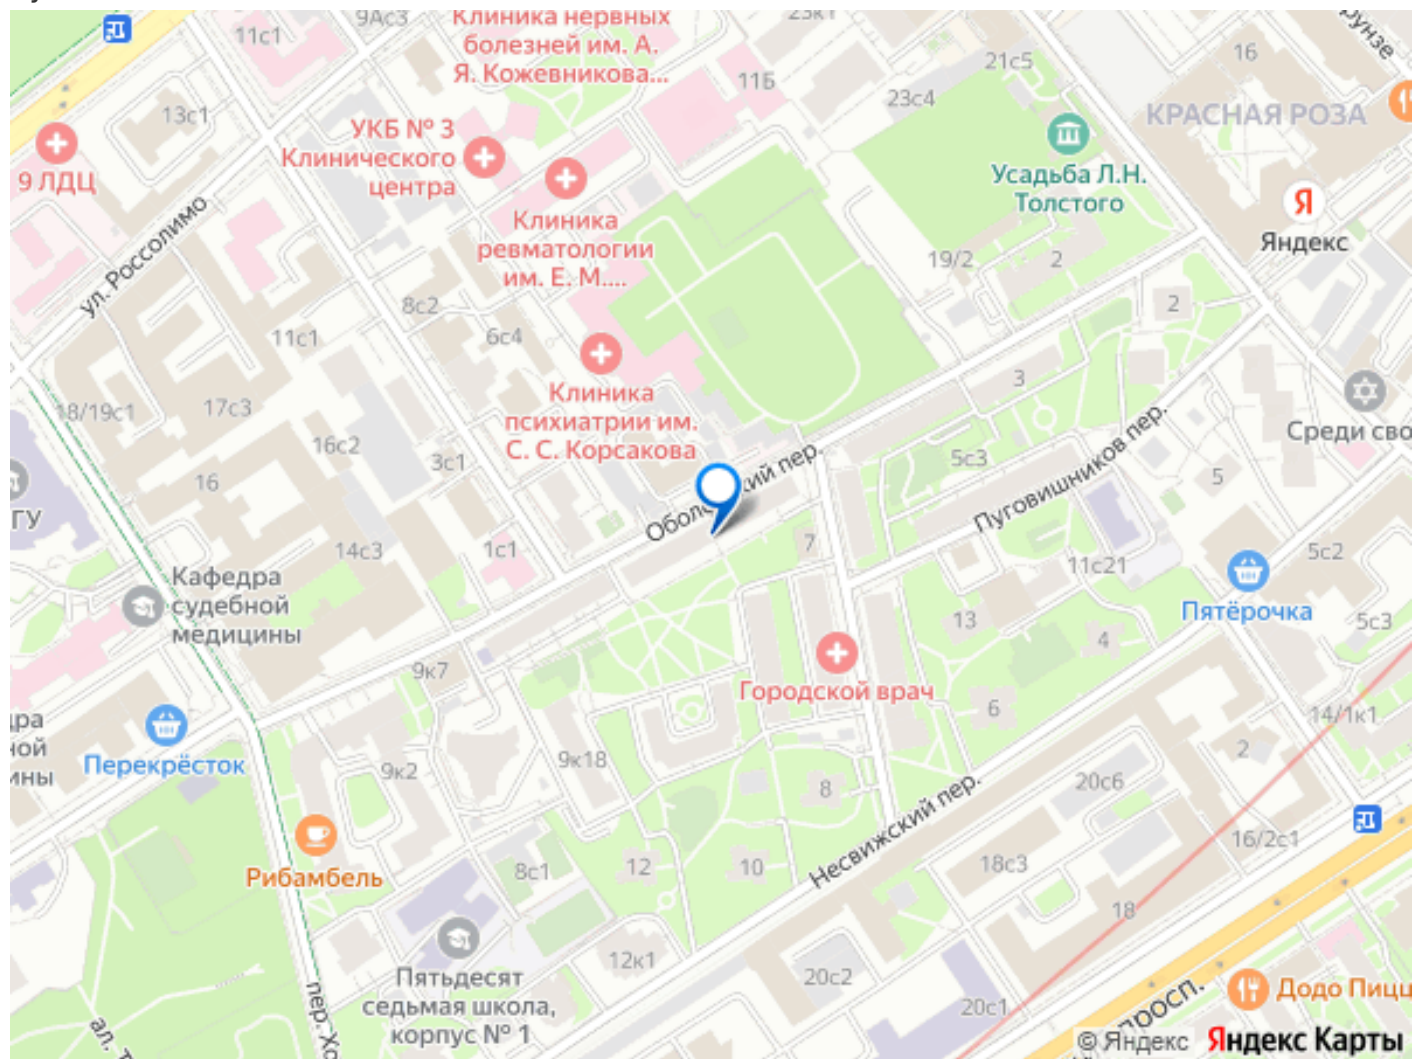 9Ас3
11с1
Клиника нервных
болезней им. А.
Я. Кожевникова...
23к1
21с5
16
11Б
23с4
КРАСНАЯ РОЗА
13с1
9 ЛДЦ
УКБ № 3
Клинического
центра
Усадьба Л.Н.
Толстого
Яндекс
ул. Россолимо
Клиника
ревматологии
им. Е. М....
19/2
2
2
8с2
6с4
11с1
3
Клиника
психиатрии им.
С. С. Корсакова
18/19с1
17с3
16с2
3с1
16
5с3
5
Среди сво
Пуговишников пер.
14с3
1с1
7
11с21
5с2
Кафедра
судебной
медицины
Пятёрочка
5с3
13
4
9к7
Городской врач
6
14/1к1
Перекрёсток
9к2
9к18
8
2
20с6
Несвижский пер.
16/2с1
Рибамбель
8с1
12
10
18с3
18
12к1
20с2
20с1
Пятьдесят
седьмая школа,
корпус № 1
Додо Пицц
© Яндекс Яндекс Карты